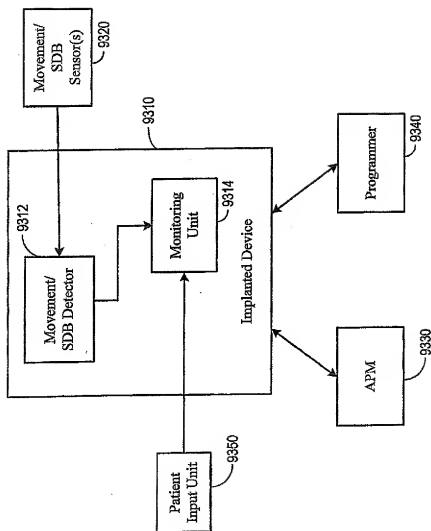 9320
Movement/
SDB
Sensor(s)
9310
9312
Movement/
SDB Detector
Monitoring
Unit
9314
Implanted Device
Programmer
9340
APM
9330
Patient
Input Unit
9350